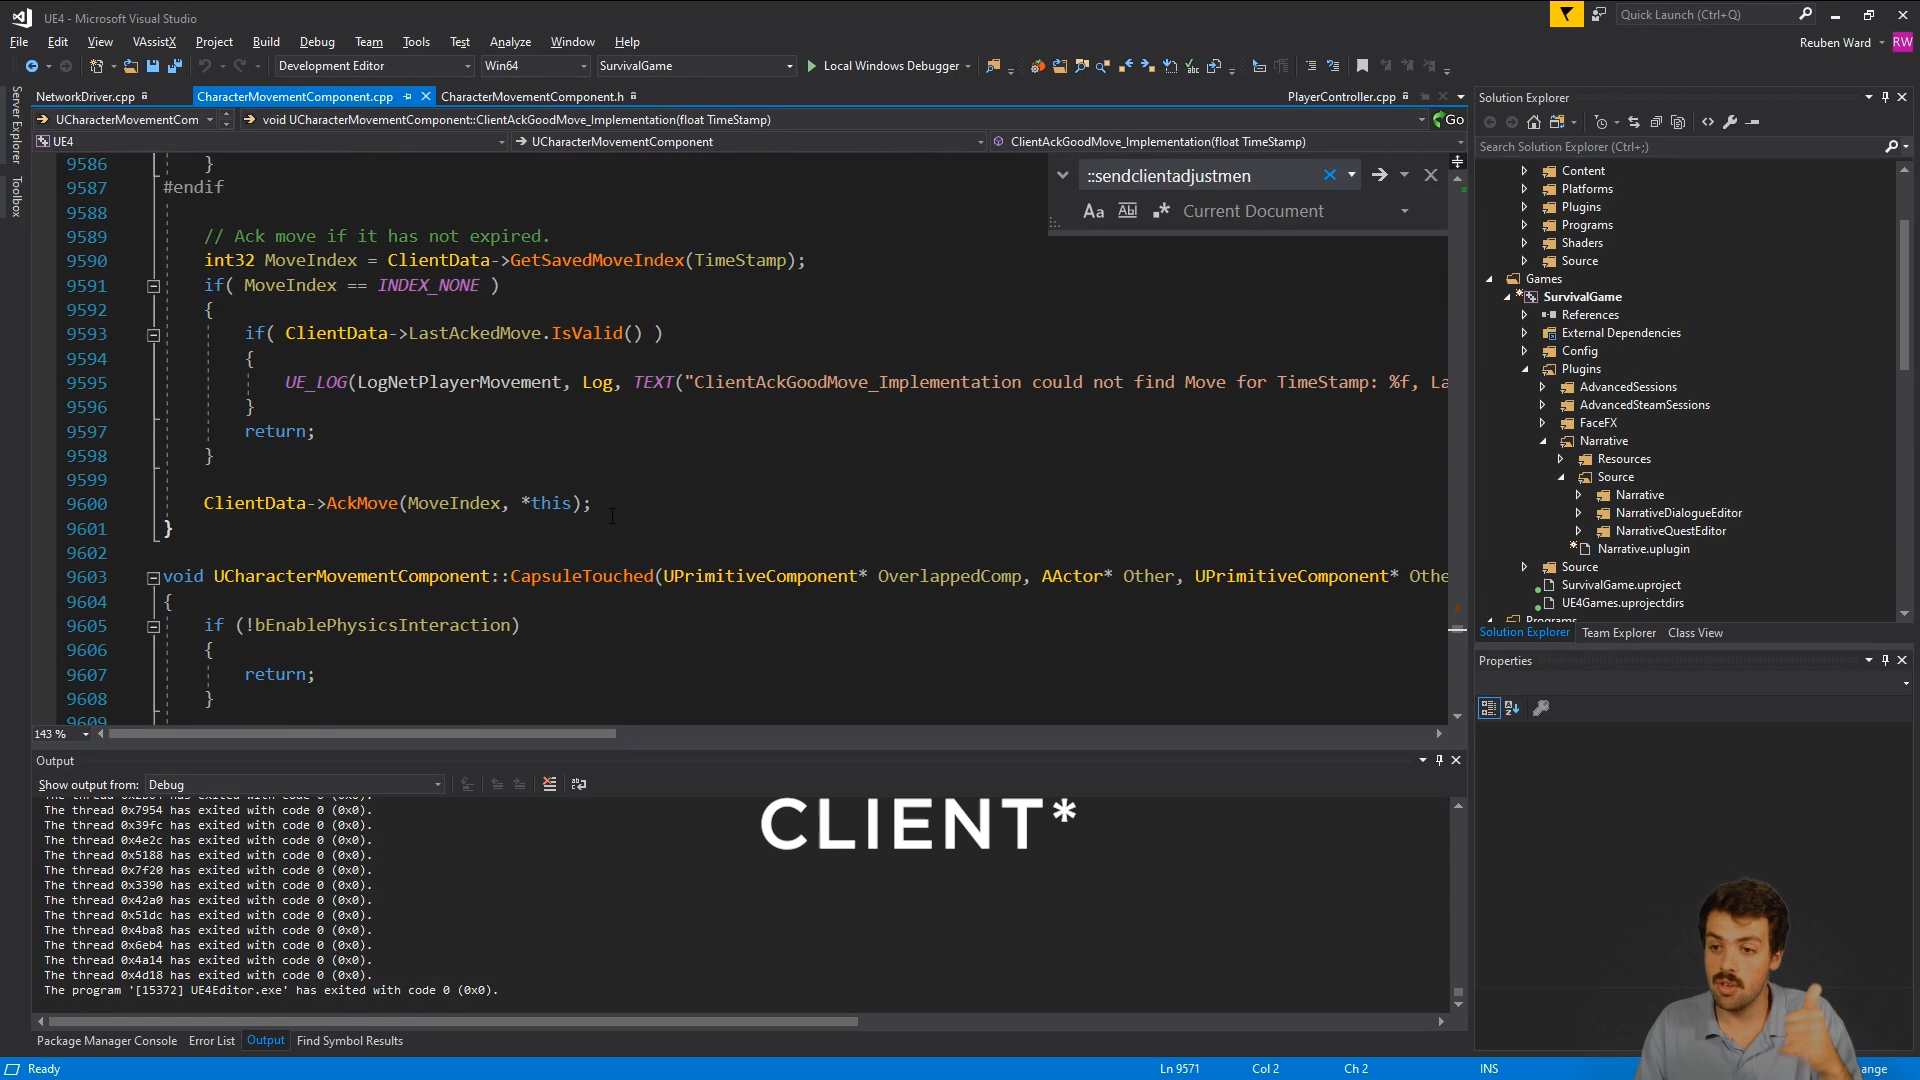 UE4 - Microsoft Visual Studio
Quick Launch (Ctrl+Q)
File Edit View VAssistX Project Build Debug Team Tools Test Analyze Window Help
Reuben Ward RW
Development Editor Win64 SurvivalGame Local Windows Debugger
Server Explorer
Toolbox
NetworkDriver.cpp CharacterMovementComponent.cpp CharacterMovementComponent.h PlayerController.cpp
UCharacterMovementCom void UCharacterMovementComponent::ClientAckGoodMove_Implementation(float TimeStamp) Go
UE4 UCharacterMovementComponent ClientAckGoodMove_Implementation(float TimeStamp)
::sendclientadjustmen
Aa Abl .* Current Document
9586 }
9587 #endif
9588
9589 // Ack move if it has not expired.
9590 int32 MoveIndex = ClientData->GetSavedMoveIndex(TimeStamp);
9591 if( MoveIndex == INDEX_NONE )
9592 {
9593 if( ClientData->LastAckedMove.IsValid() )
9594 {
9595 UE_LOG(LogNetPlayerMovement, Log, TEXT("ClientAckGoodMove_Implementation could not find Move for TimeStamp: %f, La
9596 }
9597 return;
9598 }
9599
9600 ClientData->AckMove(MoveIndex, *this);
9601 }
9602
9603 void UCharacterMovementComponent::CapsuleTouched(UPrimitiveComponent* OverlappedComp, AActor* Other, UPrimitiveComponent* Othe
9604 {
9605 if (!bEnablePhysicsInteraction)
9606 {
9607 return;
9608 }
9609
143 %
Output
Show output from: Debug
The thread 0x7954 has exited with code 0 (0x0).
The thread 0x39fc has exited with code 0 (0x0).
The thread 0x4e2c has exited with code 0 (0x0).
The thread 0x5188 has exited with code 0 (0x0).
The thread 0x7f20 has exited with code 0 (0x0).
The thread 0x3390 has exited with code 0 (0x0).
The thread 0x42a0 has exited with code 0 (0x0).
The thread 0x51dc has exited with code 0 (0x0).
The thread 0x4ba8 has exited with code 0 (0x0).
The thread 0x6eb4 has exited with code 0 (0x0).
The thread 0x4a14 has exited with code 0 (0x0).
The thread 0x4d18 has exited with code 0 (0x0).
The program '[15372] UE4Editor.exe' has exited with code 0 (0x0).
CLIENT*
Package Manager Console Error List Output Find Symbol Results
Solution Explorer
Search Solution Explorer (Ctrl+;)
Content
Platforms
Plugins
Programs
Shaders
Source
Games
SurvivalGame
References
External Dependencies
Config
Plugins
AdvancedSessions
AdvancedSteamSessions
FaceFX
Narrative
Resources
Source
Narrative
NarrativeDialogueEditor
NarrativeQuestEditor
Narrative.uplugin
Source
SurvivalGame.uproject
UE4Games.uprojectdirs
Programs
Solution Explorer Team Explorer Class View
Properties
Ready Ln 9571 Col 2 Ch 2 INS